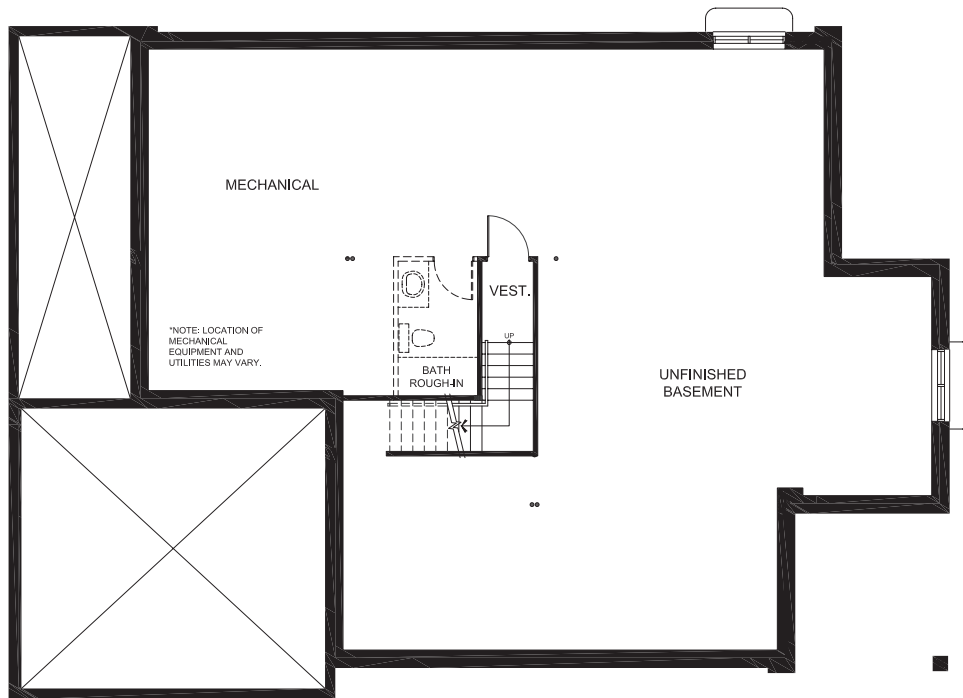 MECHANICAL
VEST.
UP
*NOTE: LOCATION OF
MECHANICAL
EQUIPMENT AND
UTILITIES MAY VARY.
BATH
ROUGH-IN
UNFINISHED
BASEMENT